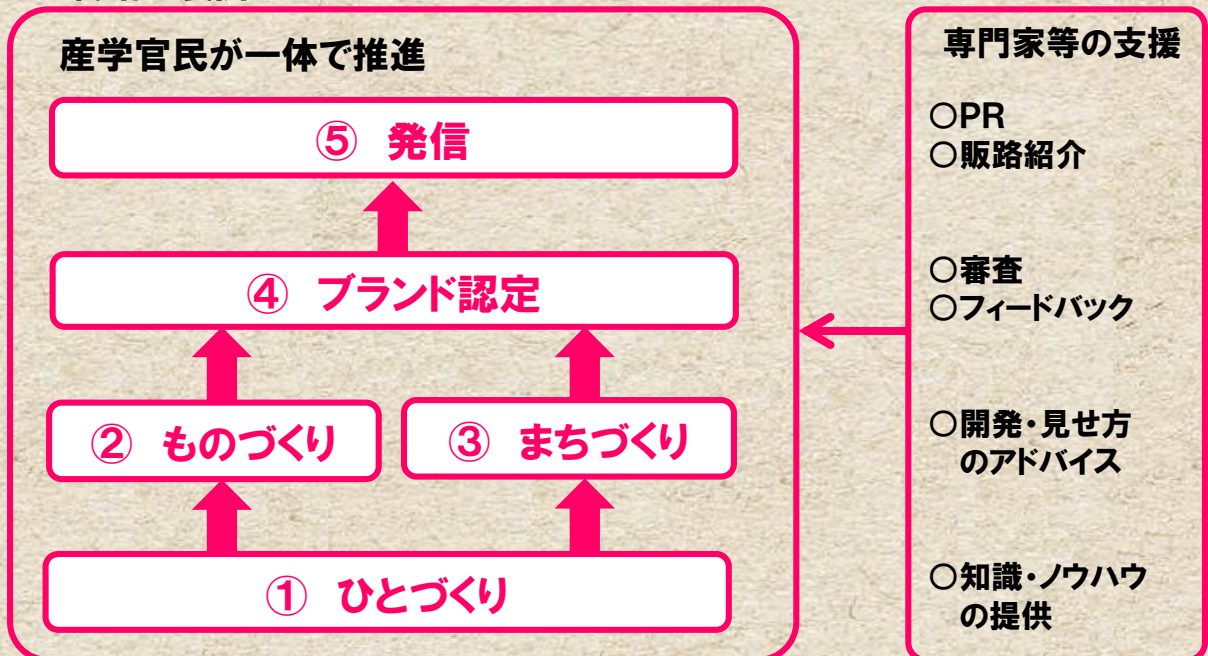 産学官民が一体で推進
⑤ 発信
④ ブランド認定
② ものづくり
③ まちづくり
① ひとづくり
専門家等の支援
○PR
○販路紹介
○審査
○フィードバック
○開発・見せ方
のアドバイス
○知識・ノウハウ
の提供